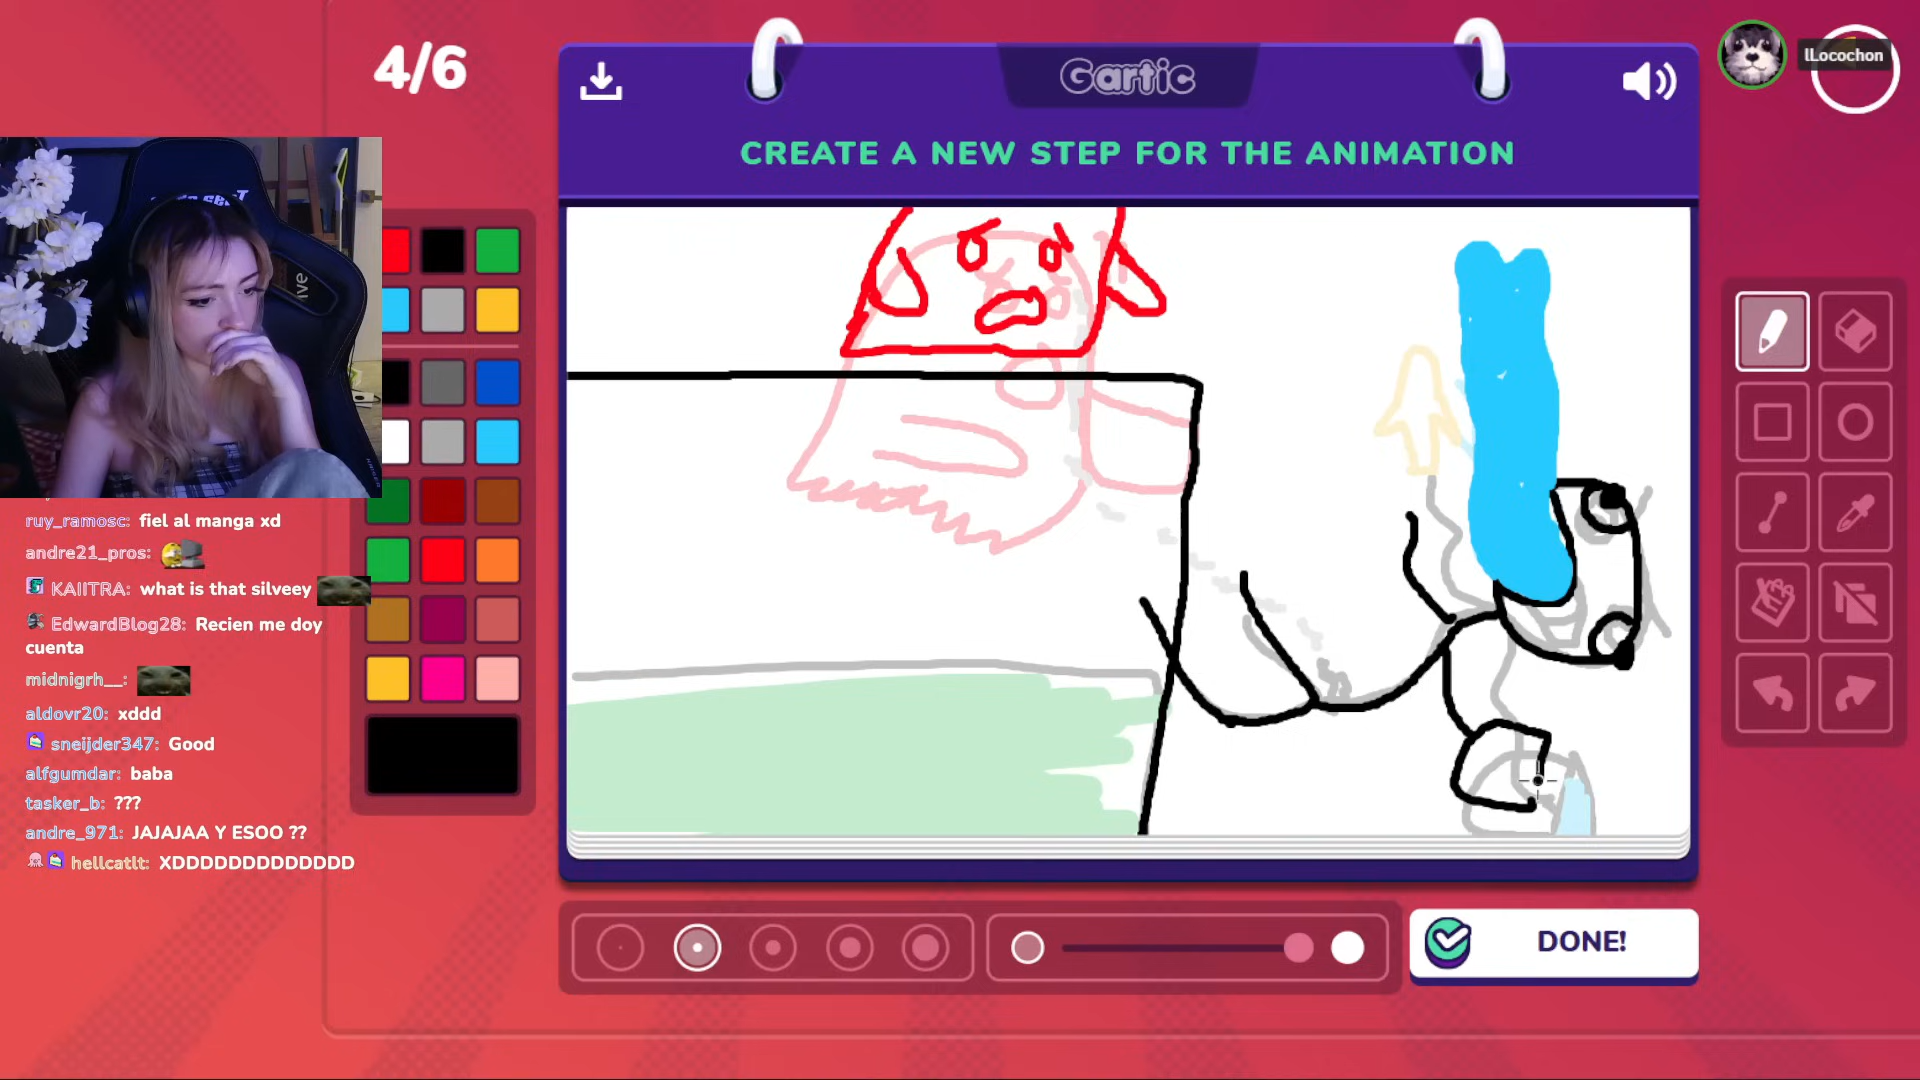 4/6
Gartic
lLocochon
CREATE A NEW STEP FOR THE ANIMATION
ruy_ramosc: fiel al manga xd
andre21_pros:
KAIITRA: what is that silveey
EdwardBlog28: Recien me doy
cuenta
midnigrh__:
aldovr20: xddd
sneijder347: Good
alfgumdar: baba
tasker_b: ???
andre_971: JAJAJAA Y ESOO ??
hellcatlt: XDDDDDDDDDDDDD
DONE!